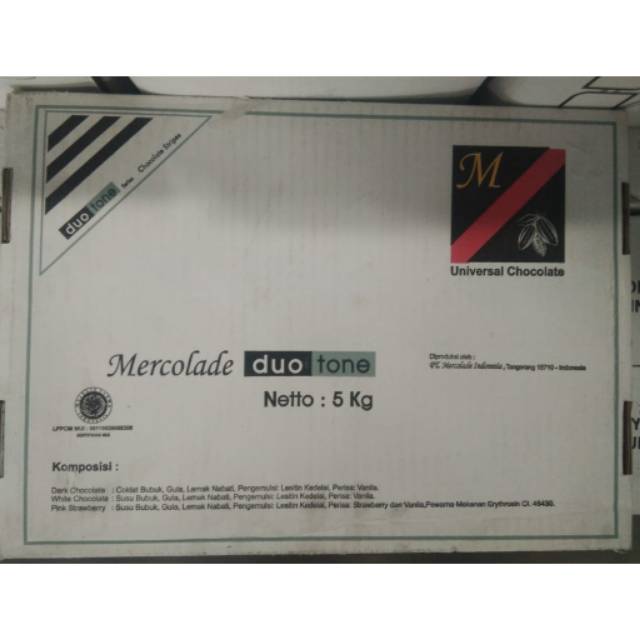 duo tone Series Chocolate Stripes
M
Universal Chocolate
Mercolade duo tone
Netto : 5 Kg
Diproduksi oleh :
PT. Mercolade Indonesia, Tangerang 15710 - Indonesia
Komposisi :
Dark Chocolate : Coklat Bubuk, Gula, Lemak Nabati, Pengemulsi: Lesitin Kedelai, Perisa: Vanila.
White Chocolate : Susu Bubuk, Gula, Lemak Nabati, Pengemulsi: Lesitin Kedelai, Perisa: Vanila.
Pink Strawberry : Susu Bubuk, Gula, Lemak Nabati, Pengemulsi: Lesitin Kedelai, Perisa: Strawberry dan Vanila,Pewarna Makanan Erythrosin CI. 45430.